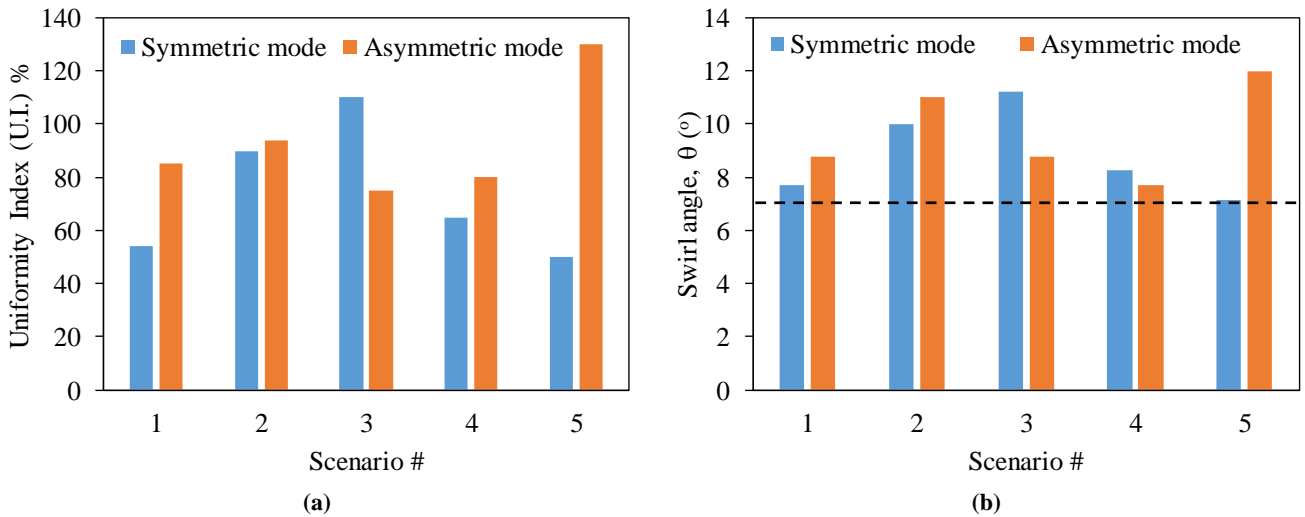 140
120
100
80
60
40
20
0
Uniformity Index (U.I.) %
Symmetric mode
Asymmetric mode
1 2 3 4 5
Scenario #
(a)
14
12
10
8
6
4
2
0
Swirl angle, θ (°)
Symmetric mode
Asymmetric mode
1 2 3 4 5
Scenario #
(b)